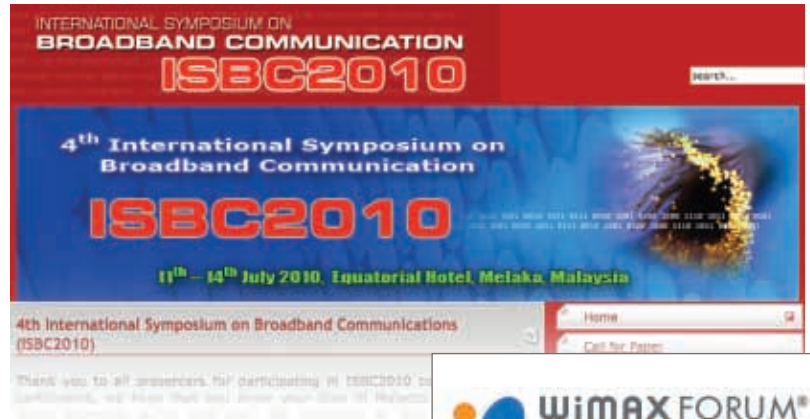 INTERNATIONAL SYMPOSIUM ON
BROADBAND COMMUNICATION
ISBC2010
search...
4th International Symposium on
Broadband Communication
ISBC2010
11th – 14th July 2010, Equatorial Hotel, Melaka, Malaysia
4th International Symposium on Broadband Communications
(ISBC2010)
Home
Call for Paper
Thank you to all presenters for participating in ISBC2010
WiMAX FORUM®